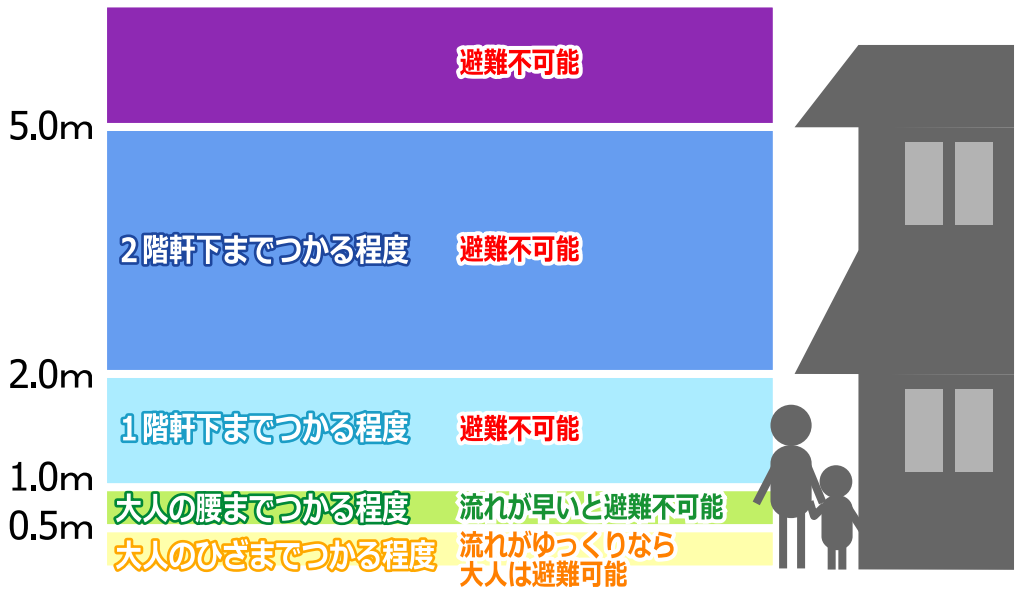 避難不可能
5.0m
2階軒下までつかる程度 避難不可能
2.0m
1階軒下までつかる程度 避難不可能
1.0m
大人の腰までつかる程度 流れが早いと避難不可能
0.5m
大人のひざまでつかる程度 流れがゆっくりなら
大人は避難可能